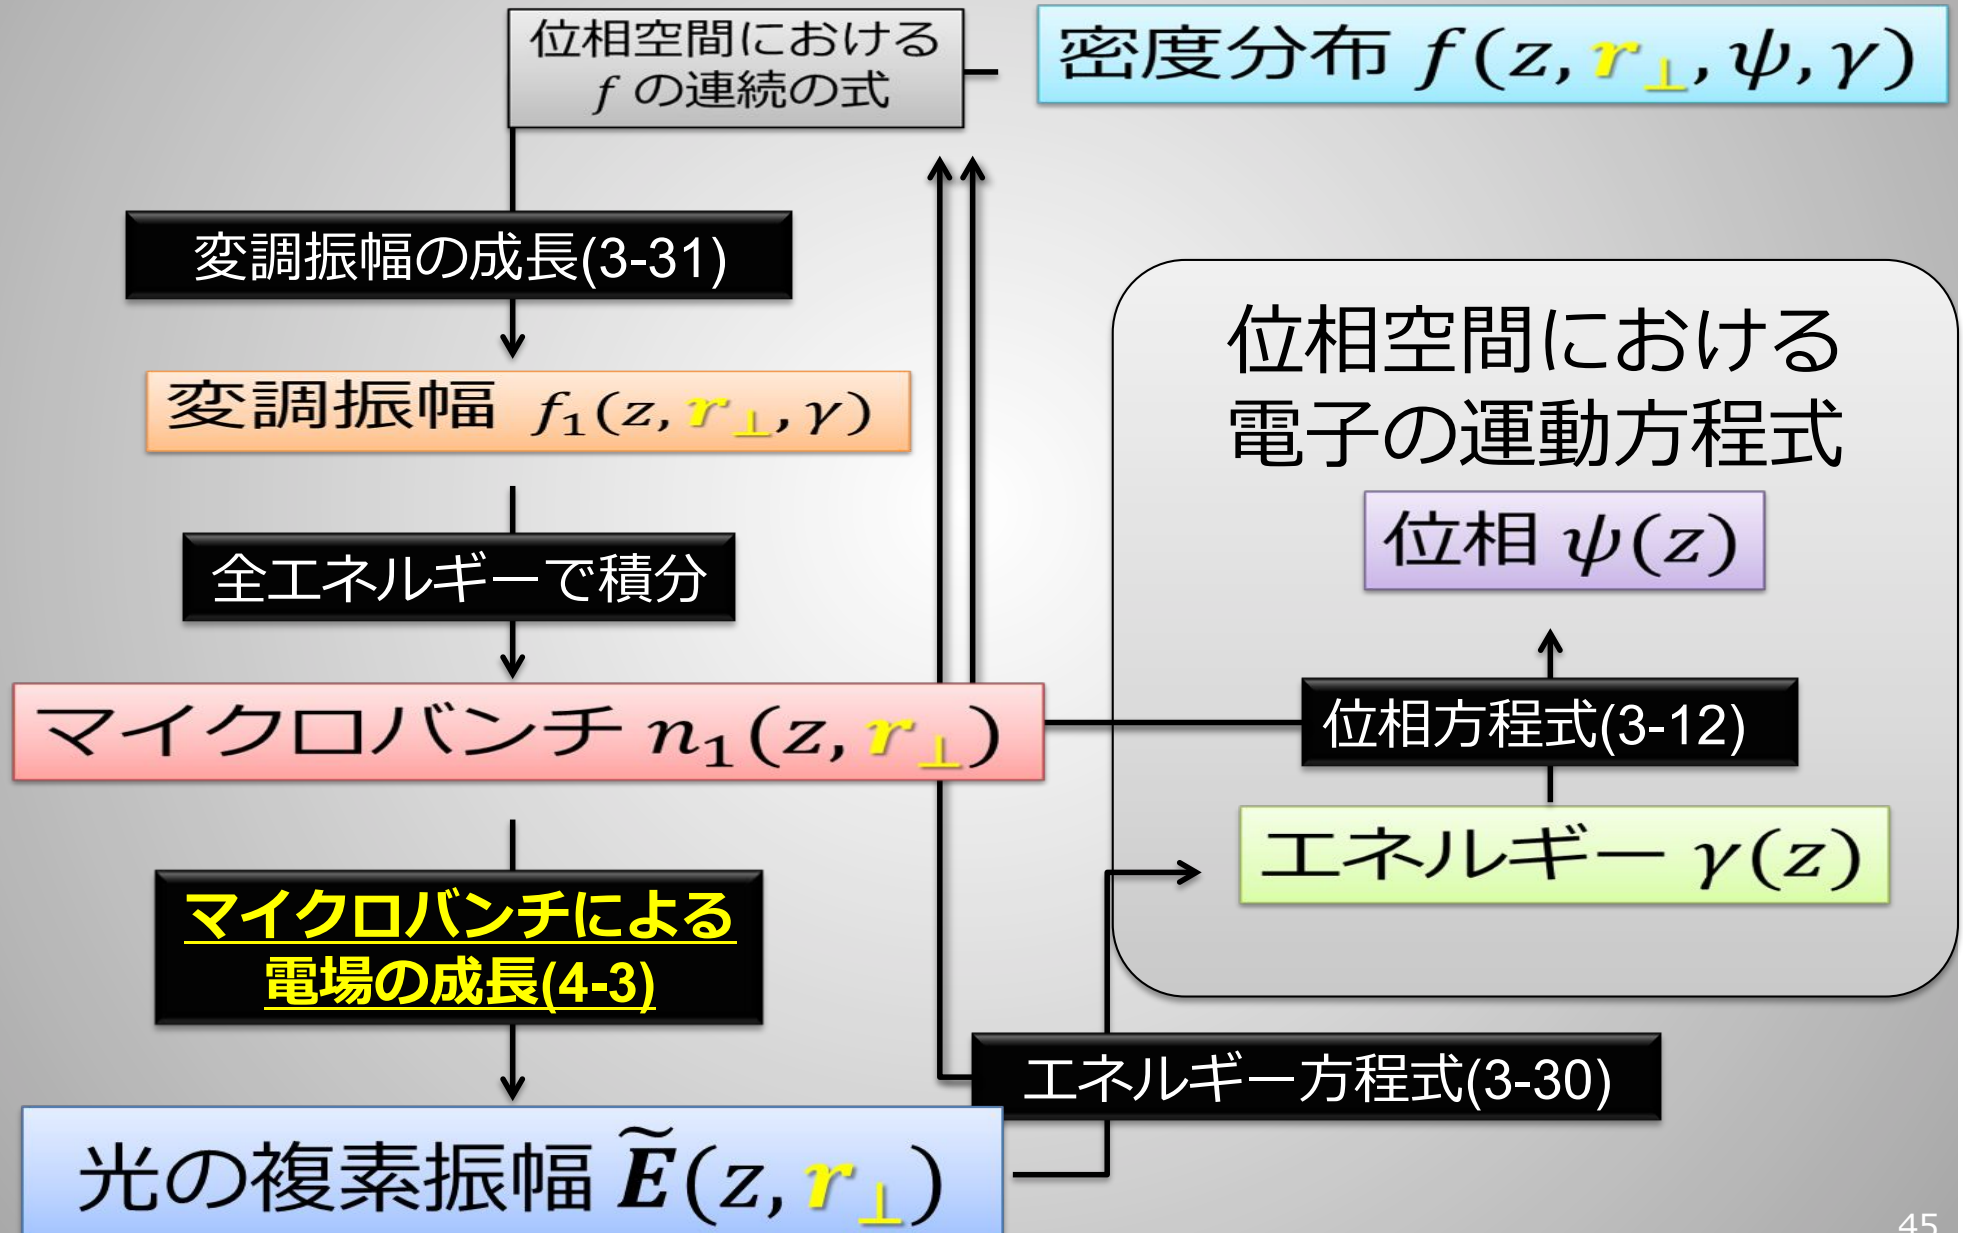 位相空間における
f の連続の式
密度分布 f(z, r⊥, ψ, γ)
変調振幅の成長(3-31)
変調振幅 f₁(z, r⊥, γ)
全エネルギーで積分
マイクロバンチ n₁(z, r⊥)
マイクロバンチによる
電場の成長(4-3)
光の複素振幅 Ẽ(z, r⊥)
位相空間における
電子の運動方程式
位相 ψ(z)
位相方程式(3-12)
エネルギー γ(z)
エネルギー方程式(3-30)
45